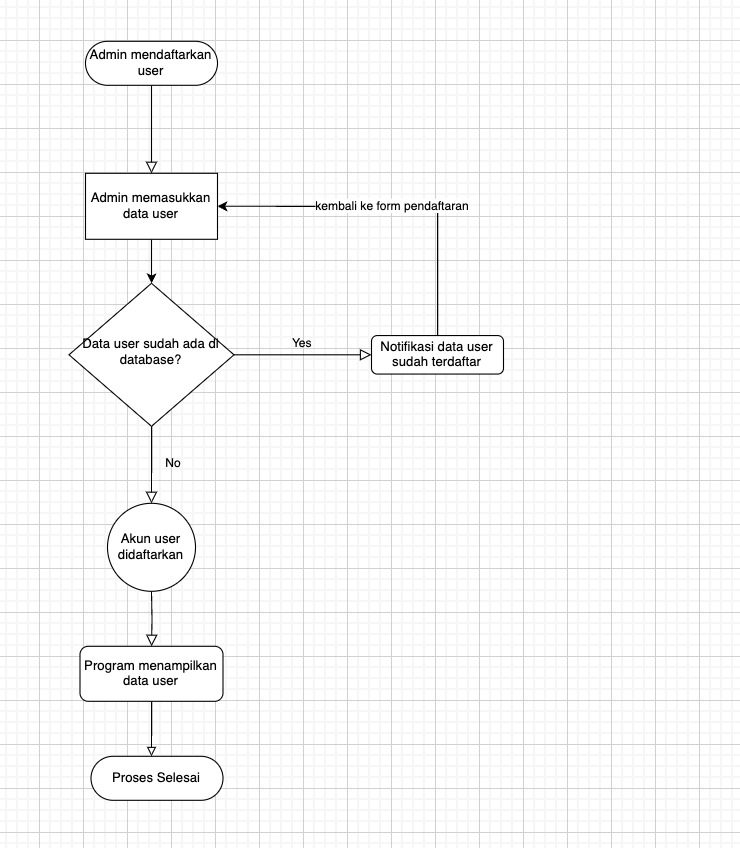 Admin mendaftarkan
user
Admin memasukkan
data user
kembali ke form pendaftaran
Data user sudah ada di
database?
Yes
Notifikasi data user
sudah terdaftar
No
Akun user
didaftarkan
Program menampilkan
data user
Proses Selesai